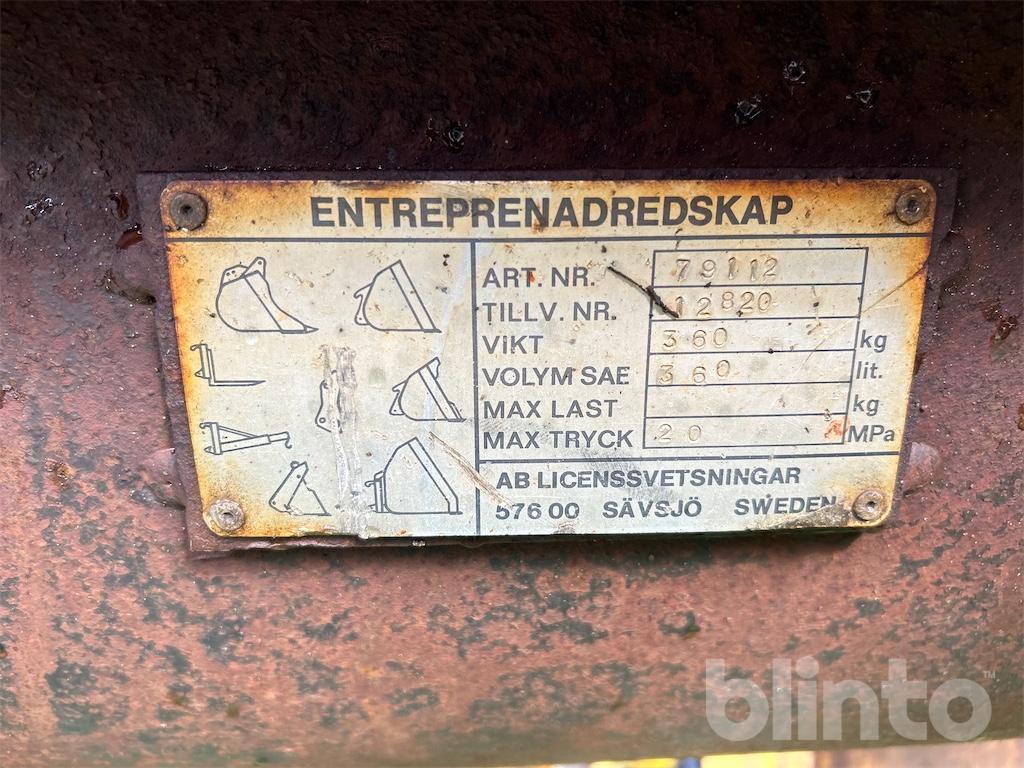 ENTREPRENADREDSKAP
ART. NR. 79112
TILLV. NR. 12820
VIKT 360 kg
VOLYM SAE 360 lit.
MAX LAST kg
MAX TRYCK 20 MPa
AB LICENSSVETSNINGAR
576 00 SÄVSJÖ SWEDEN
blinto™